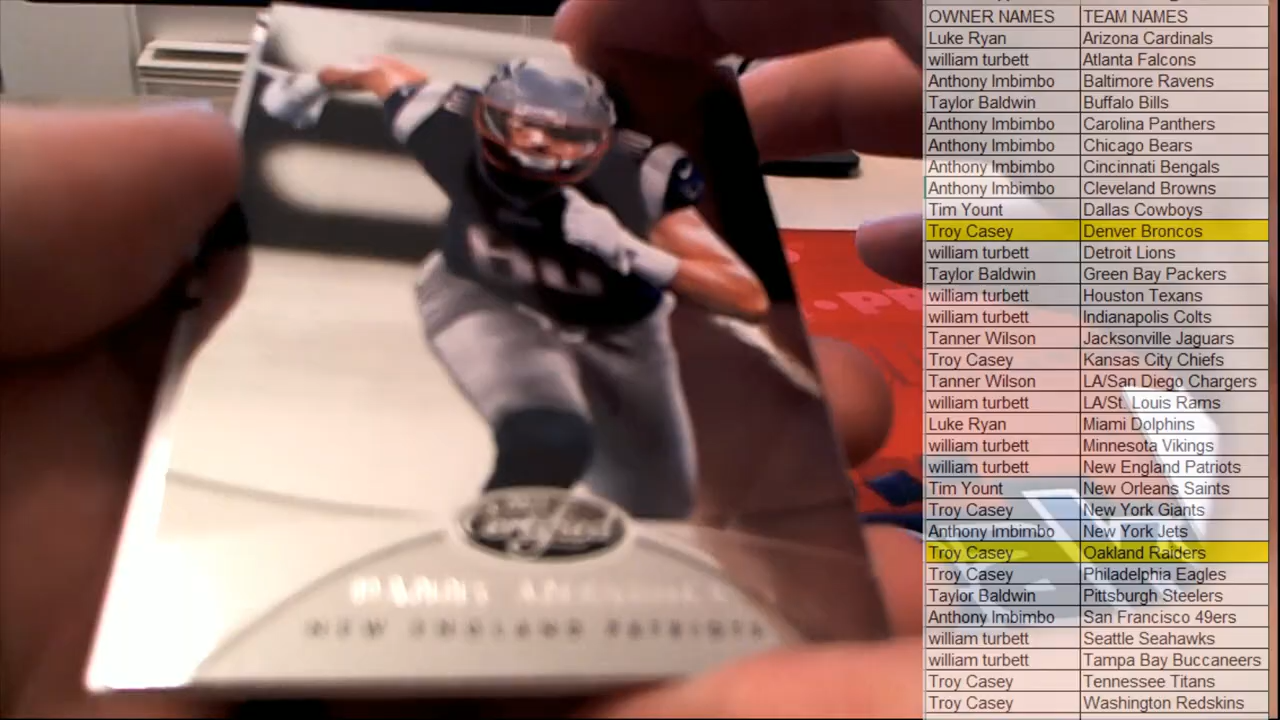 Certified
NEW ENGLAND PATRIOTS
OWNER NAMES TEAM NAMES
Luke Ryan Arizona Cardinals
william turbett Atlanta Falcons
Anthony Imbimbo Baltimore Ravens
Taylor Baldwin Buffalo Bills
Anthony Imbimbo Carolina Panthers
Anthony Imbimbo Chicago Bears
Anthony Imbimbo Cincinnati Bengals
Anthony Imbimbo Cleveland Browns
Tim Yount Dallas Cowboys
Troy Casey Denver Broncos
william turbett Detroit Lions
Taylor Baldwin Green Bay Packers
william turbett Houston Texans
william turbett Indianapolis Colts
Tanner Wilson Jacksonville Jaguars
Troy Casey Kansas City Chiefs
Tanner Wilson LA/San Diego Chargers
william turbett LA/St. Louis Rams
Luke Ryan Miami Dolphins
william turbett Minnesota Vikings
william turbett New England Patriots
Tim Yount New Orleans Saints
Troy Casey New York Giants
Anthony Imbimbo New York Jets
Troy Casey Oakland Raiders
Troy Casey Philadelphia Eagles
Taylor Baldwin Pittsburgh Steelers
Anthony Imbimbo San Francisco 49ers
william turbett Seattle Seahawks
william turbett Tampa Bay Buccaneers
Troy Casey Tennessee Titans
Troy Casey Washington Redskins